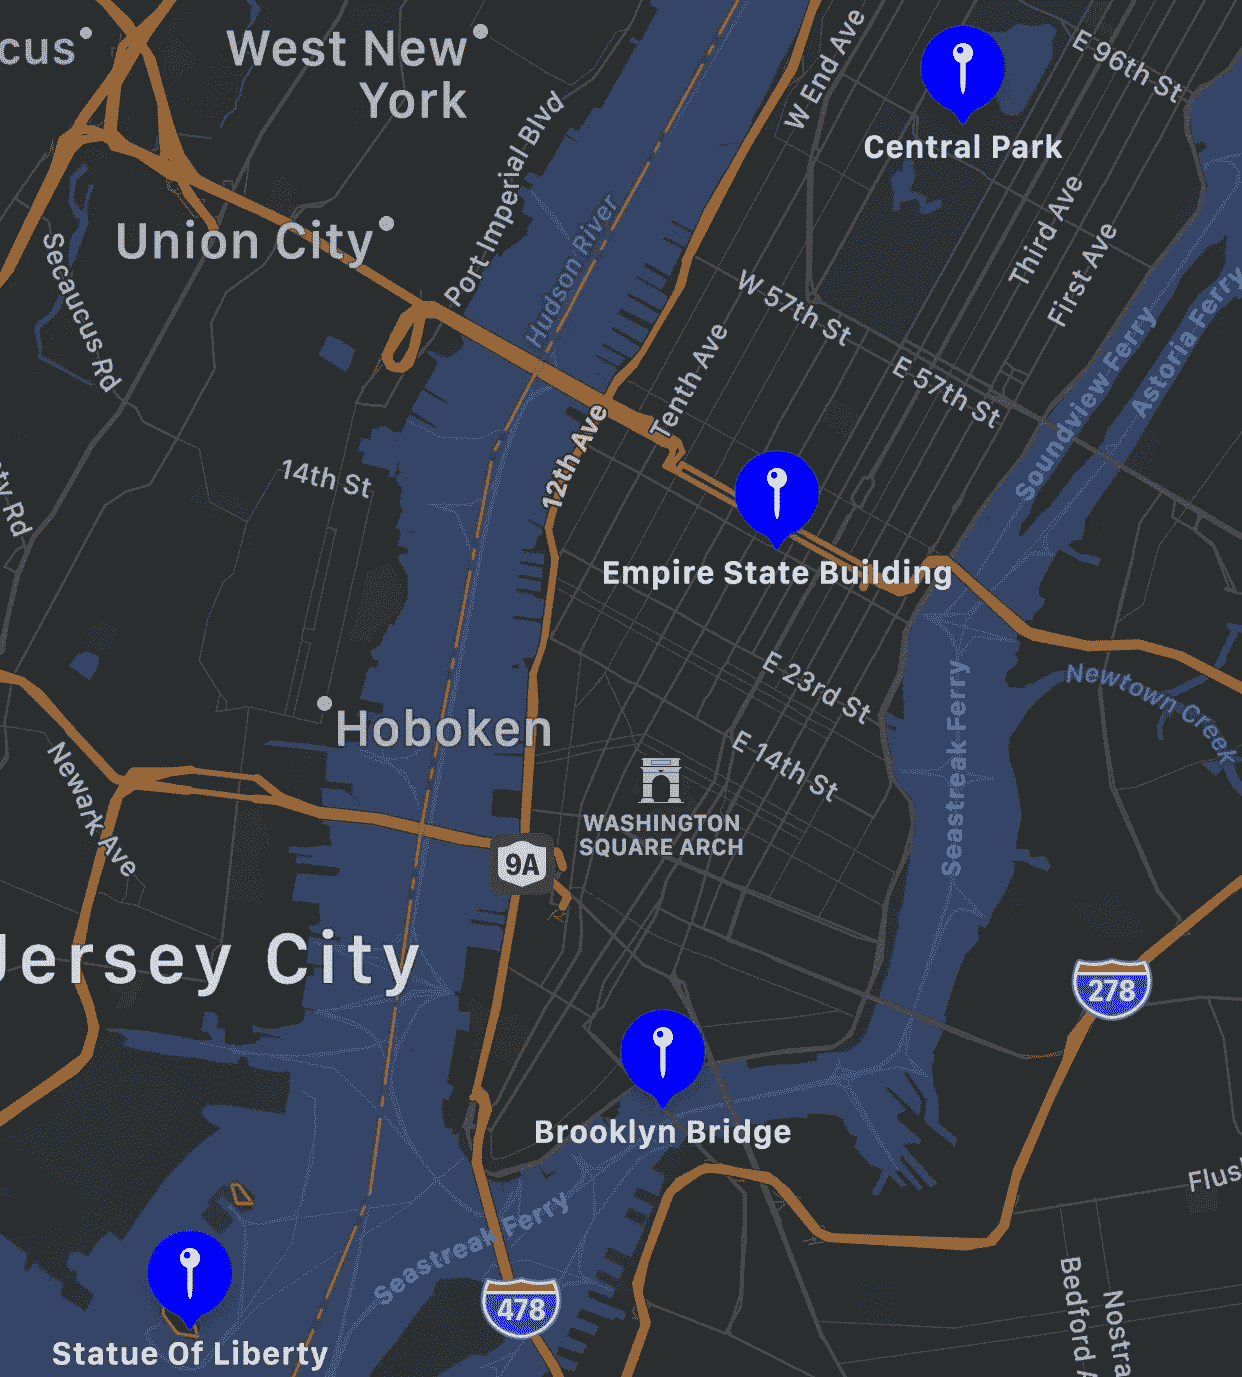 cus
West New
York
W End Ave
E 96th St
Central Park
Port Imperial Blvd
Union City
Hudson River
Third Ave
First Ave
Secaucus Rd
W 57th St
E 57th St
Soundview Ferry
Astoria Ferry
Tenth Ave
12th Ave
14th St
ty Rd
Empire State Building
E 23rd St
Newtown Creek
Seastreak Ferry
Hoboken
E 14th St
Newark Ave
WASHINGTON
SQUARE ARCH
9A
Jersey City
278
Brooklyn Bridge
Flus
Seastreak Ferry
Bedford A
Nostra
478
Statue Of Liberty